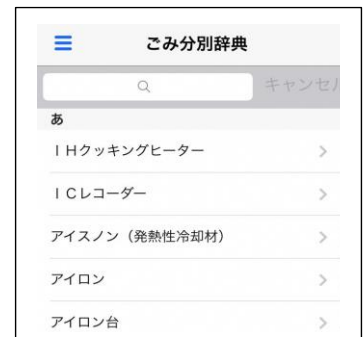 ごみ分別辞典
キャンセル
あ
IHクッキングヒーター
ICレコーダー
アイスノン（発熱性冷却材）
アイロン
アイロン台